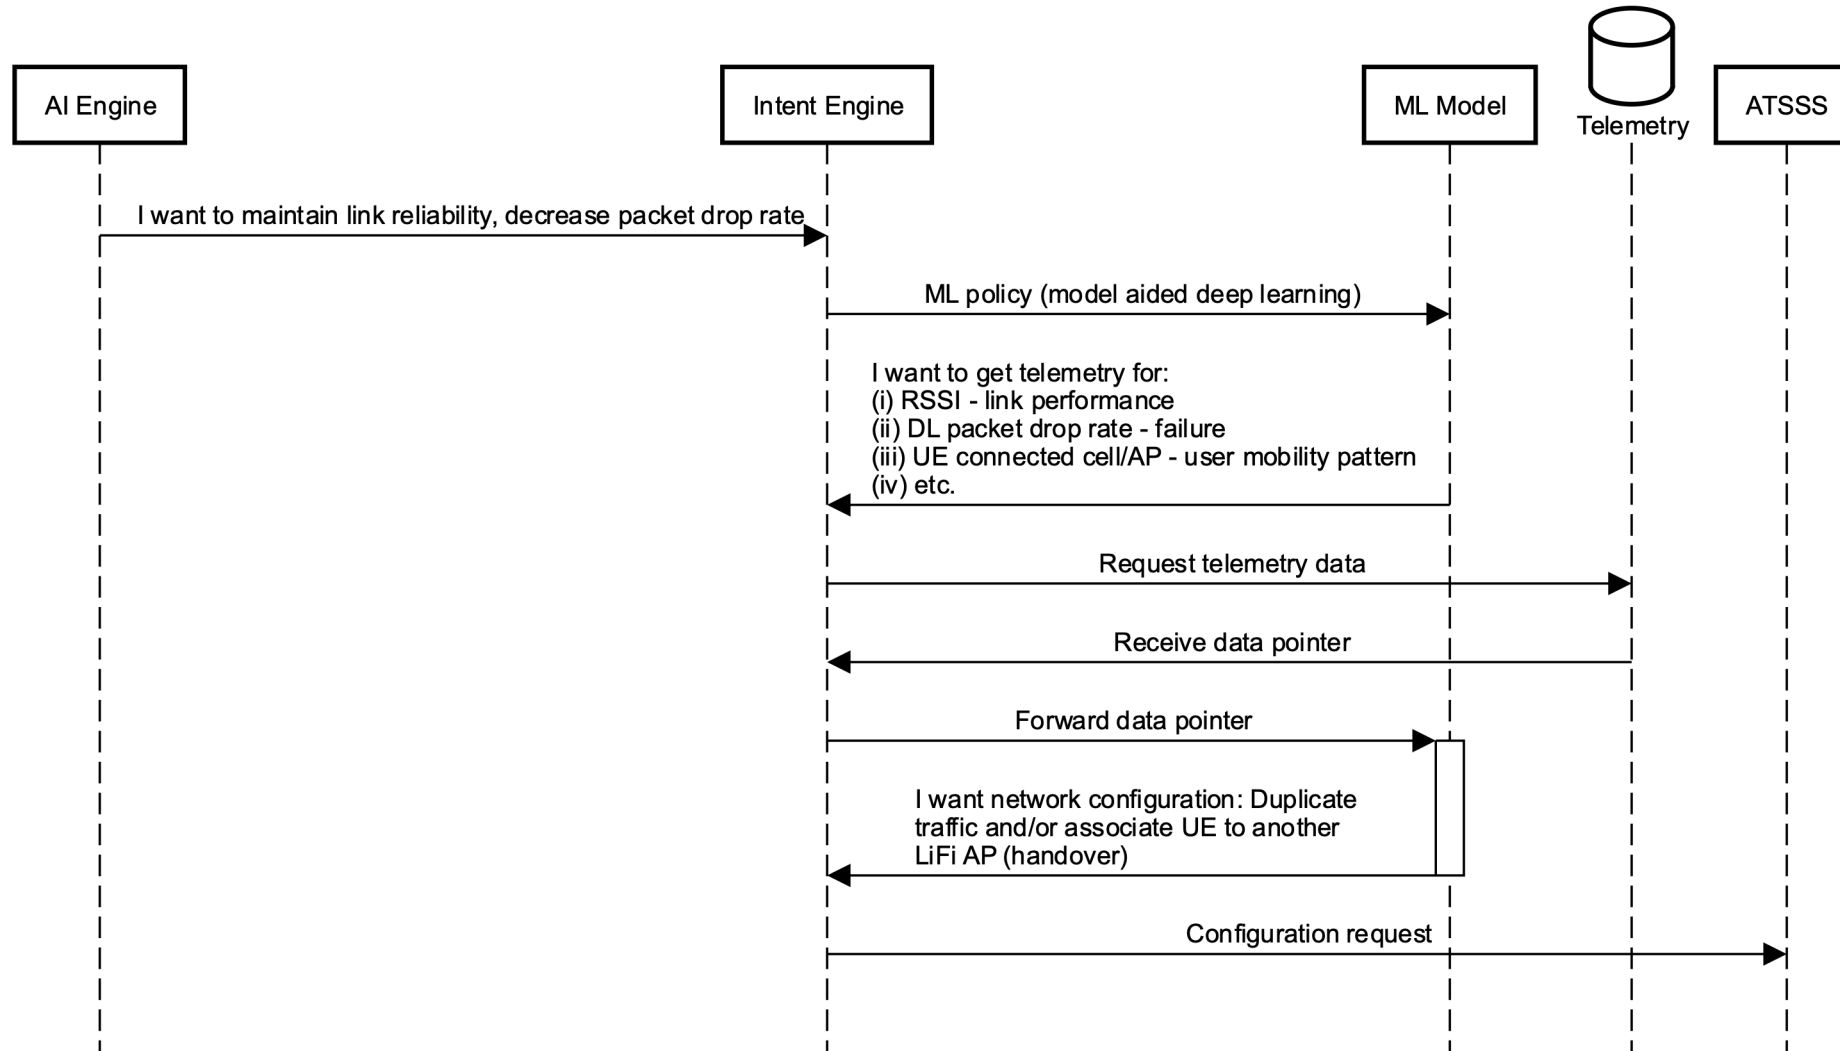 AI Engine
Intent Engine
ML Model
Telemetry
ATSSS
I want to maintain link reliability, decrease packet drop rate
ML policy (model aided deep learning)
I want to get telemetry for:
(i) RSSI - link performance
(ii) DL packet drop rate - failure
(iii) UE connected cell/AP - user mobility pattern
(iv) etc.
Request telemetry data
Receive data pointer
Forward data pointer
I want network configuration: Duplicate
traffic and/or associate UE to another
LiFi AP (handover)
Configuration request